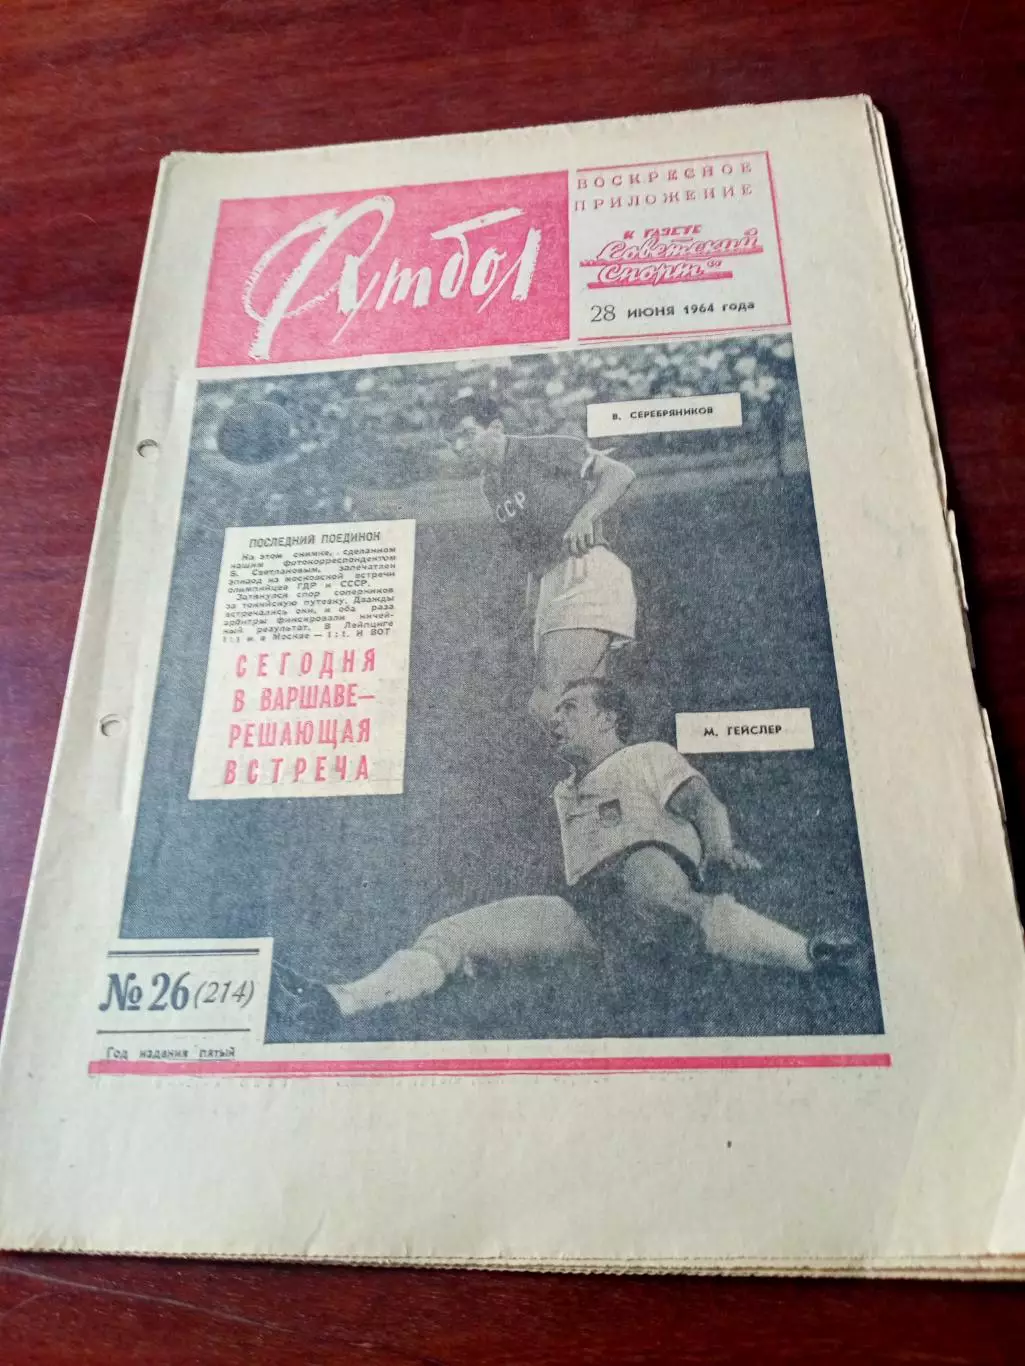 Футбол
ВОСКРЕСНОЕ
ПРИЛОЖЕНИЕ
К ГАЗЕТЕ
„Советский
Спорт“
28 ИЮНЯ 1964 года
В. СЕРЕБРЯНИКОВ
СССР
ПОСЛЕДНИЙ ПОЕДИНОК
На этом снимке, сделанном
нашим фотокорреспондентом
В. Светлановым, запечатлен
эпизод из московской встречи
олимпийцев ГДР и СССР.
Затянулся спор соперников
за токийскую путевку. Дважды
встречались они, и оба раза
арбитры фиксировали ничей-
ный результат. В Лейпциге
1:1 и в Москве — 1:1. И ВОТ
СЕГОДНЯ
В ВАРШАВЕ—
РЕШАЮЩАЯ
ВСТРЕЧА
М. ГЕЙСЛЕР
№ 26 (214)
Год издания пятый